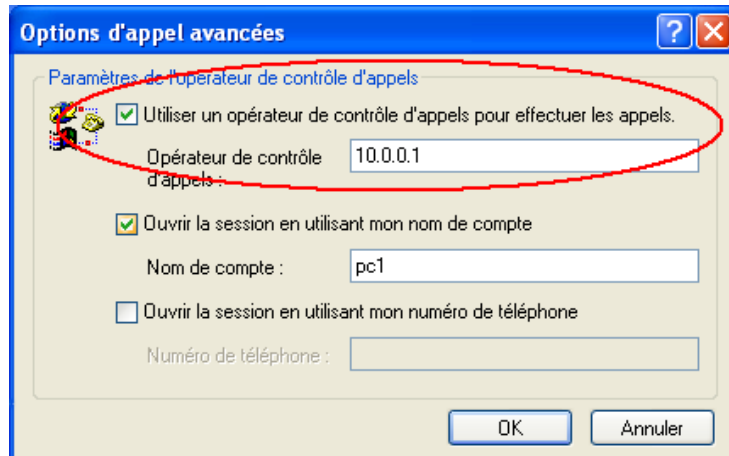 Options d'appel avancées
Paramètres de l'opérateur de contrôle d'appels
Utiliser un opérateur de contrôle d'appels pour effectuer les appels.
Opérateur de contrôle d'appels :
10.0.0.1
Ouvrir la session en utilisant mon nom de compte
Nom de compte :
pc1
Ouvrir la session en utilisant mon numéro de téléphone
Numéro de téléphone :
OK
Annuler